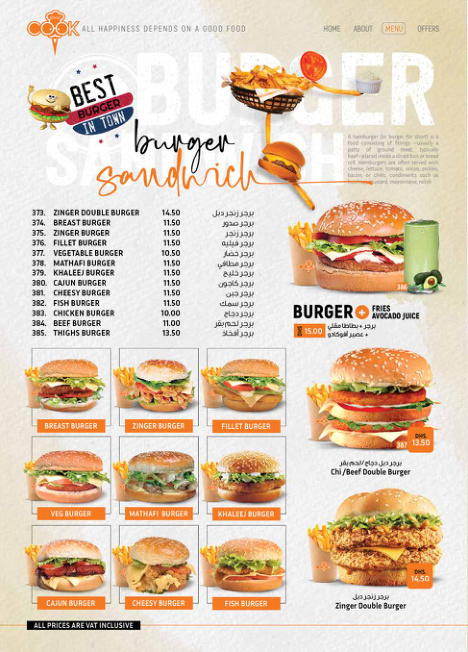 COOK ALL HAPPINESS DEPENDS ON A GOOD FOOD
HOME ABOUT MENU OFFERS
BURGER
SANDWICH
BEST
BURGER
IN TOWN
burger
sandwich
A hamburger (or burger for short) is a
food consisting of fillings —usually a
patty of ground meat, typically
beef—placed inside a sliced bun or bread
roll. Hamburgers are often served with
cheese, lettuce, tomato, onion, pickles,
bacon, or chilis; condiments such as
mustard, mayonnaise, relish
373. ZINGER DOUBLE BURGER 14.50 برجر زنجر دبل
374. BREAST BURGER 11.50 برجر صدور
375. ZINGER BURGER 11.50 برجر زنجر
376. FILLET BURGER 11.50 برجر فيليه
377. VEGETABLE BURGER 10.50 برجر خضار
378. MATHAFI BURGER 11.50 برجر مطافي
379. KHALEEJ BURGER 11.50 برجر خليج
380. CAJUN BURGER 11.50 برجر كاجون
381. CHEESY BURGER 11.50 برجر جبن
382. FISH BURGER 11.50 برجر سمك
383. CHICKEN BURGER 10.00 برجر دجاج
384. BEEF BURGER 11.00 برجر لحم بقر
385. THIGHS BURGER 13.50 برجر أفخاذ
386
BURGER + FRIES
AVOCADO JUICE
15.00 برجر + بطاطا مقلي
+ عصير أفوكادو
BREAST BURGER
ZINGER BURGER
FILLET BURGER
387
DHS.
13.50
برجر دبل دجاج / لحم بقر
Chi /Beef Double Burger
VEG BURGER
MATHAFI BURGER
KHALEEJ BURGER
DHS.
14.50
برجر زنجر دبل
Zinger Double Burger
CAJUN BURGER
CHEESY BURGER
FISH BURGER
ALL PRICES ARE VAT INCLUSIVE